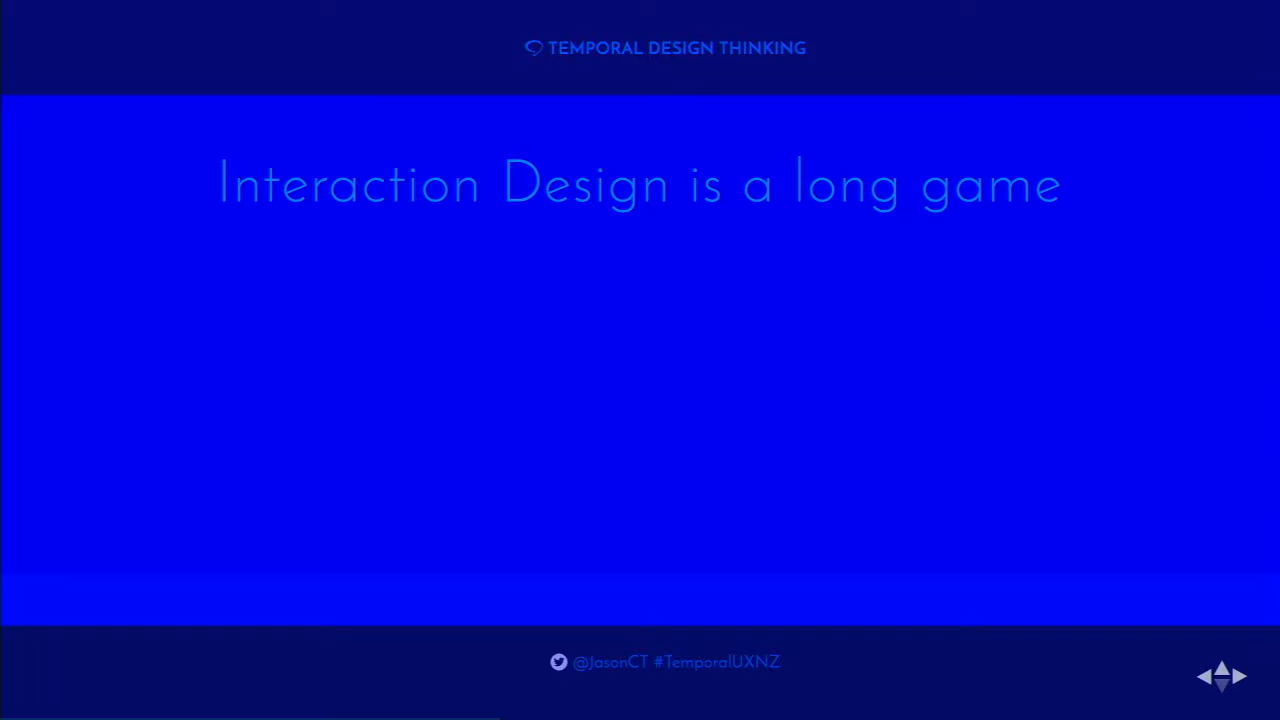 TEMPORAL DESIGN THINKING
Interaction Design is a long game
@JasonCT #TemporalUXNZ